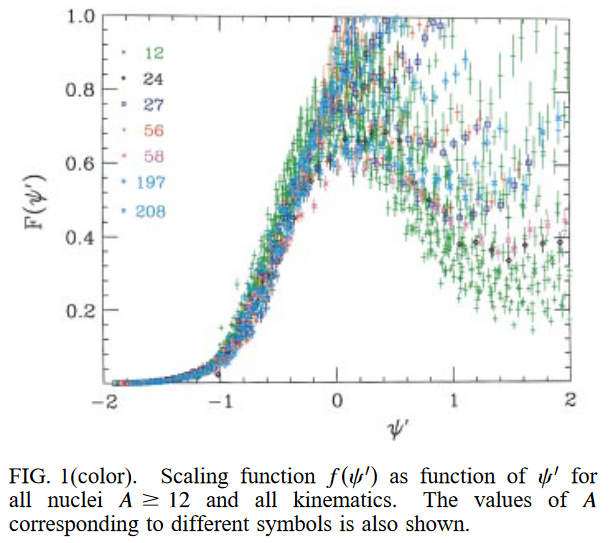 1.0
0.8
0.6
0.4
0.2
F(ψ′)
12
24
27
56
58
197
208
−2 −1 0 1 2
ψ′
FIG. 1(color). Scaling function f(ψ′) as function of ψ′ for
all nuclei A ≥ 12 and all kinematics. The values of A
corresponding to different symbols is also shown.